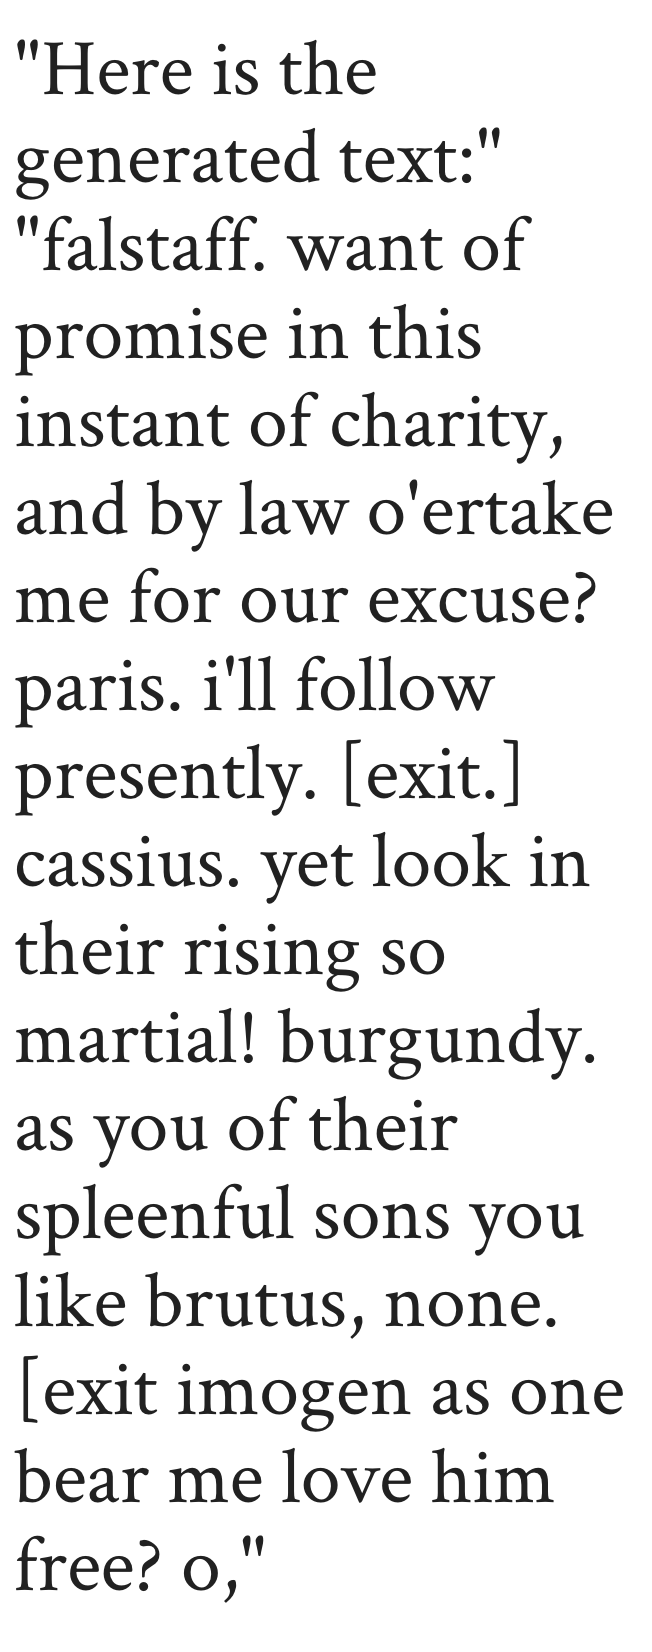 "Here is the
generated text:"
"falstaff. want of
promise in this
instant of charity,
and by law o'ertake
me for our excuse?
paris. i'll follow
presently. [exit.]
cassius. yet look in
their rising so
martial! burgundy.
as you of their
spleenful sons you
like brutus, none.
[exit imogen as one
bear me love him
free? o,"